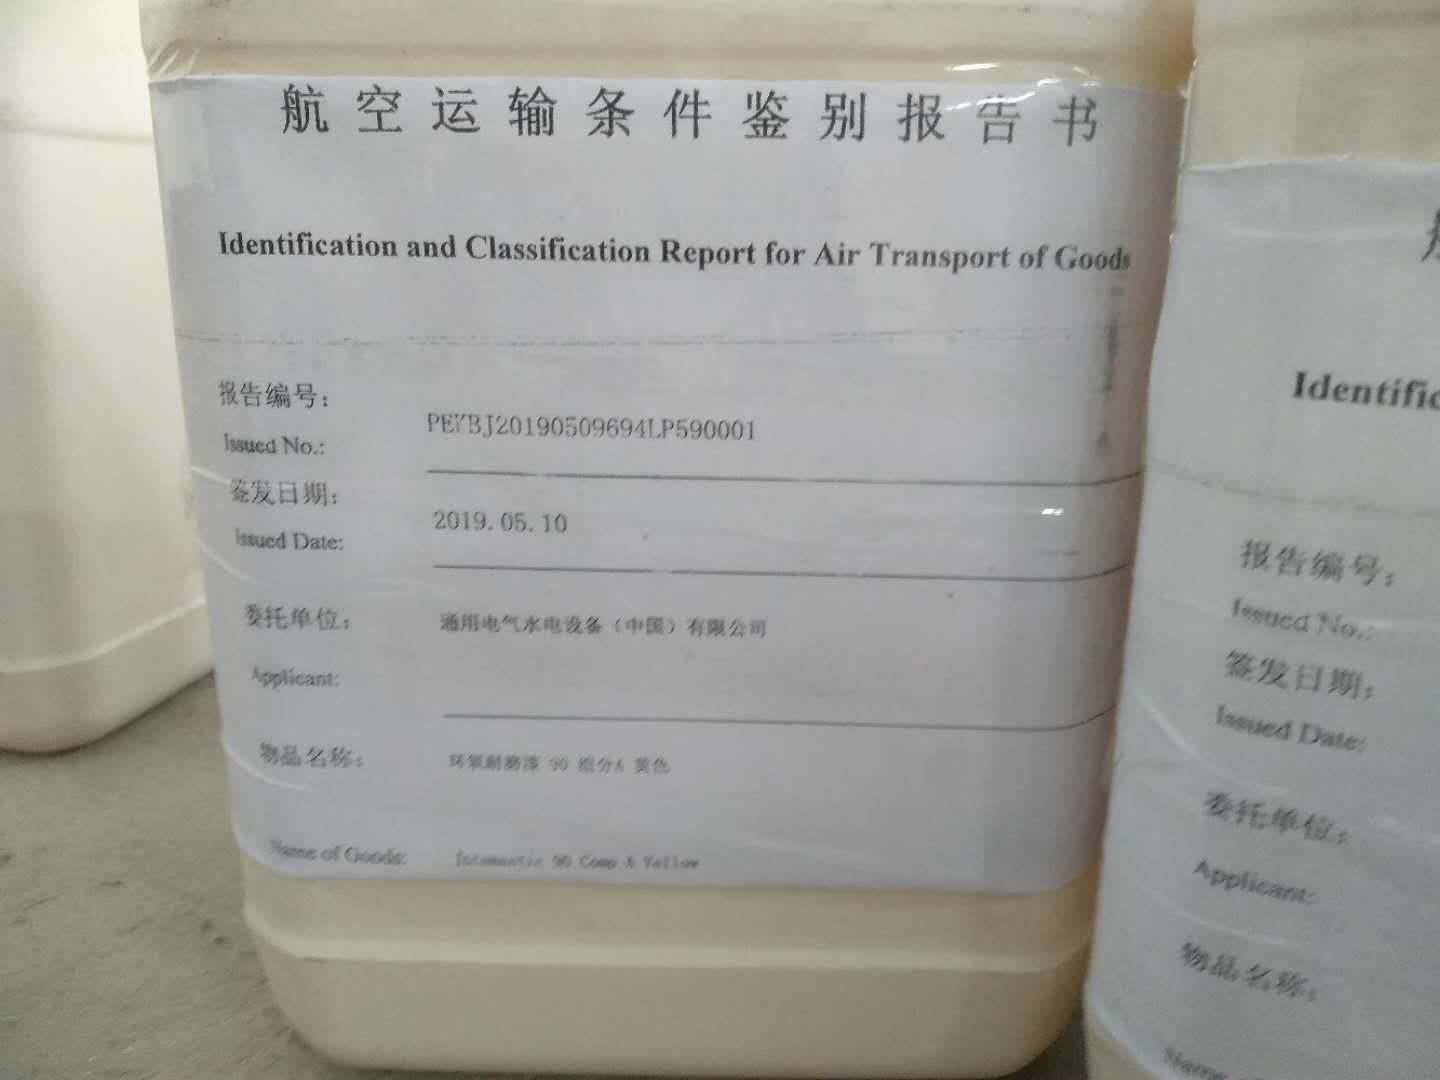 航空运输条件鉴别报告书
Identification and Classification Report for Air Transport of Goods
报告编号：
Issued No.:
PEKBJ20190509694LP590001
签发日期：
Issued Date:
2019.05.10
委托单位：
通用电气水电设备（中国）有限公司
Applicant:
物品名称：
环氧耐磨漆 90 组分A 黄色
Name of Goods:
Jotamastic 90 Comp A Yellow
Identific
报告编号：
Issued No.:
签发日期：
Issued Date:
委托单位：
Applicant:
物品名称：
Name